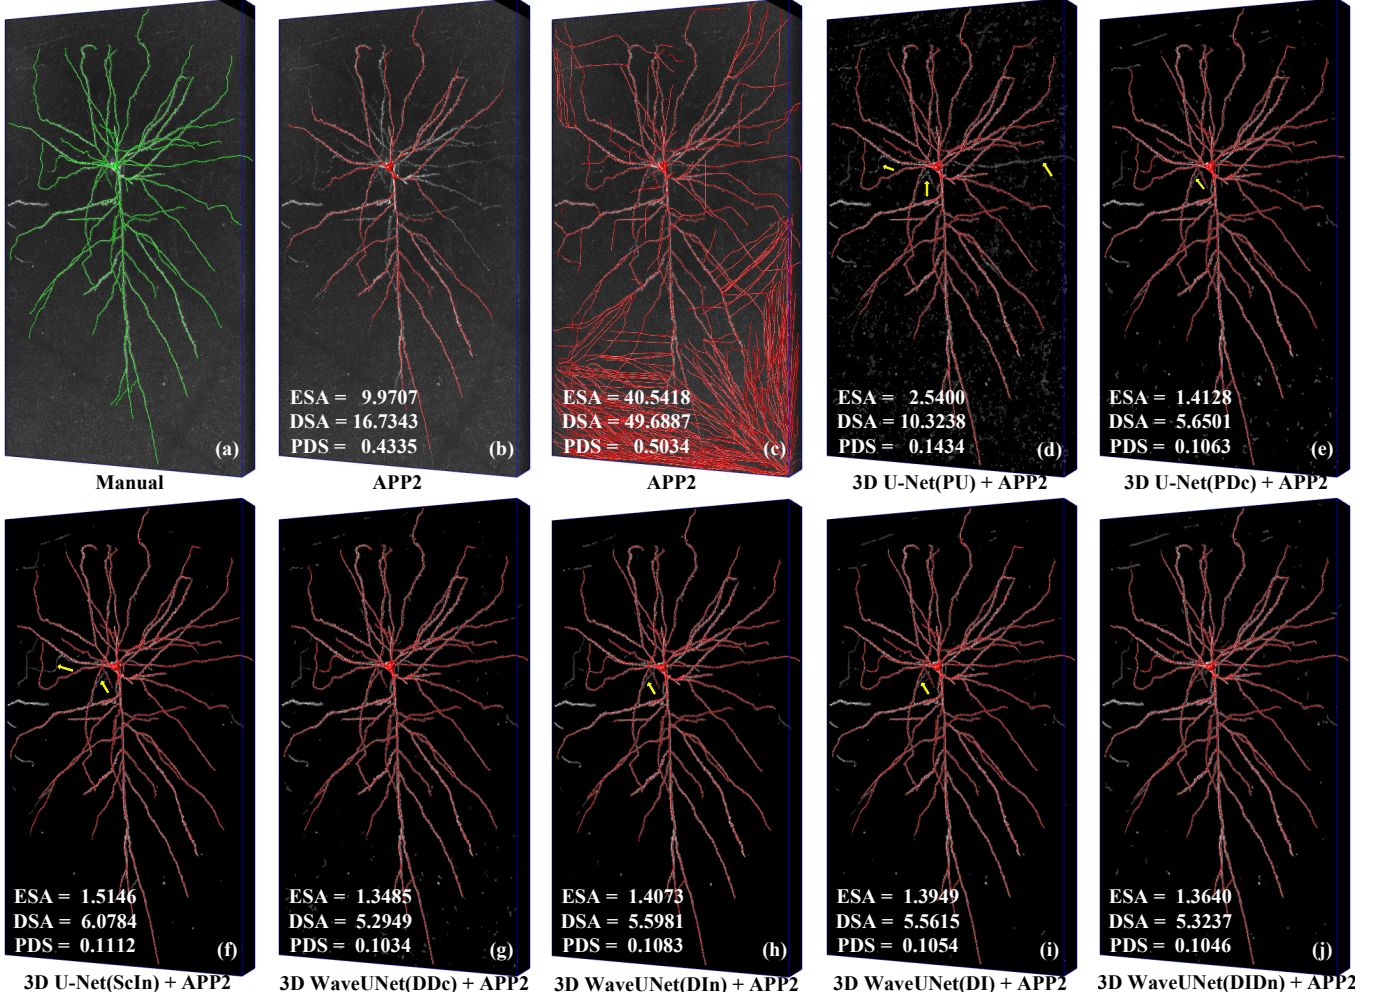 (a)
Manual
ESA = 9.9707
DSA = 16.7343
PDS = 0.4335
(b)
APP2
ESA = 40.5418
DSA = 49.6887
PDS = 0.5034
(c)
APP2
ESA = 2.5400
DSA = 10.3238
PDS = 0.1434
(d)
3D U-Net(PU) + APP2
ESA = 1.4128
DSA = 5.6501
PDS = 0.1063
(e)
3D U-Net(PDc) + APP2
ESA = 1.5146
DSA = 6.0784
PDS = 0.1112
(f)
3D U-Net(ScIn) + APP2
ESA = 1.3485
DSA = 5.2949
PDS = 0.1034
(g)
3D WaveUNet(DDc) + APP2
ESA = 1.4073
DSA = 5.5981
PDS = 0.1083
(h)
3D WaveUNet(DIn) + APP2
ESA = 1.3949
DSA = 5.5615
PDS = 0.1054
(i)
3D WaveUNet(DI) + APP2
ESA = 1.3640
DSA = 5.3237
PDS = 0.1046
(j)
3D WaveUNet(DIDn) + APP2